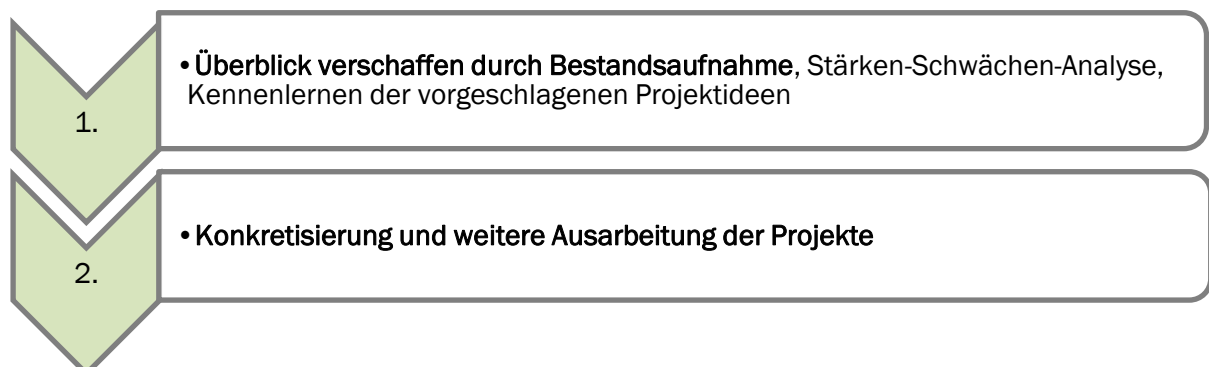 1.
• Überblick verschaffen durch Bestandsaufnahme, Stärken-Schwächen-Analyse,
Kennenlernen der vorgeschlagenen Projektideen
2.
• Konkretisierung und weitere Ausarbeitung der Projekte